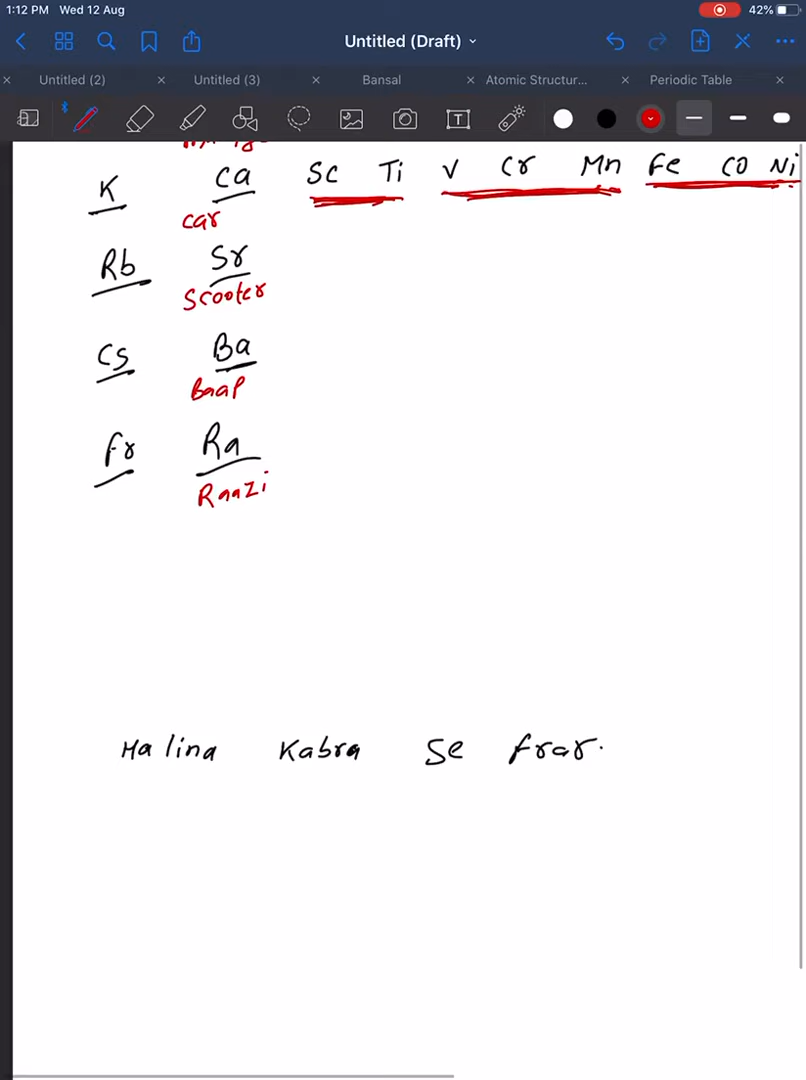 1:12 PM Wed 12 Aug 42%
Untitled (Draft)
Untitled (2) Untitled (3) Bansal Atomic Structur... Periodic Table
K Ca Sc Ti V Cr Mn Fe CO Ni
Car
Rb Sr
Scooter
Cs Ba
Baap
Fr Ra
Raazi
Ha lina Kabra Se frar.